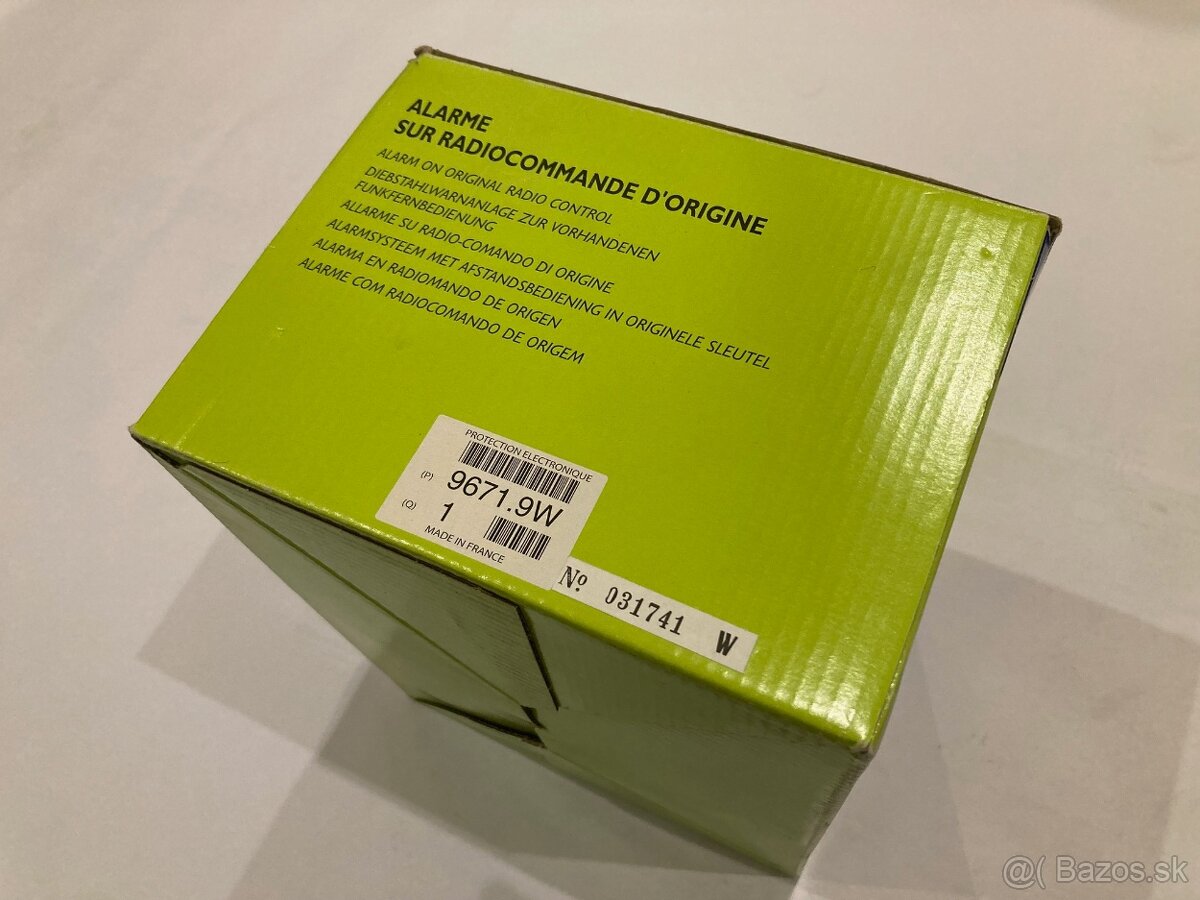 ALARME
SUR RADIOCOMMANDE D'ORIGINE
ALARM ON ORIGINAL RADIO CONTROL
DIEBSTAHLWARNANLAGE ZUR VORHANDENEN
FUNKFERNBEDIENUNG
ALLARME SU RADIO-COMANDO DI ORIGINE
ALARMSYSTEEM MET AFSTANDSBEDIENING IN ORIGINELE SLEUTEL
ALARMA EN RADIOMANDO DE ORIGEN
ALARME COM RADIOCOMANDO DE ORIGEM
PROTECTION ELECTRONIQUE
(P) 9671.9W
(Q) 1
MADE IN FRANCE
Nº 031741 W
@( Bazos.sk